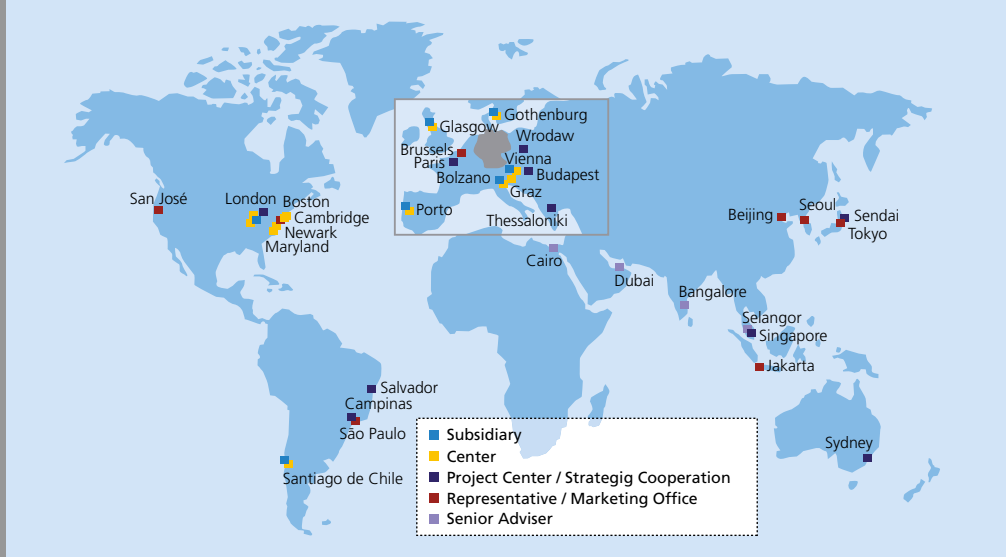 Gothenburg
Glasgow
Wrodaw
Brussels
Paris
Vienna
Bolzano
Budapest
Graz
Porto
Thessaloniki
San José
London
Boston
Cambridge
Newark
Maryland
Beijing
Seoul
Sendai
Tokyo
Cairo
Dubai
Bangalore
Selangor
Singapore
Jakarta
Salvador
Campinas
São Paulo
Santiago de Chile
Sydney
Subsidiary
Center
Project Center / Strategig Cooperation
Representative / Marketing Office
Senior Adviser